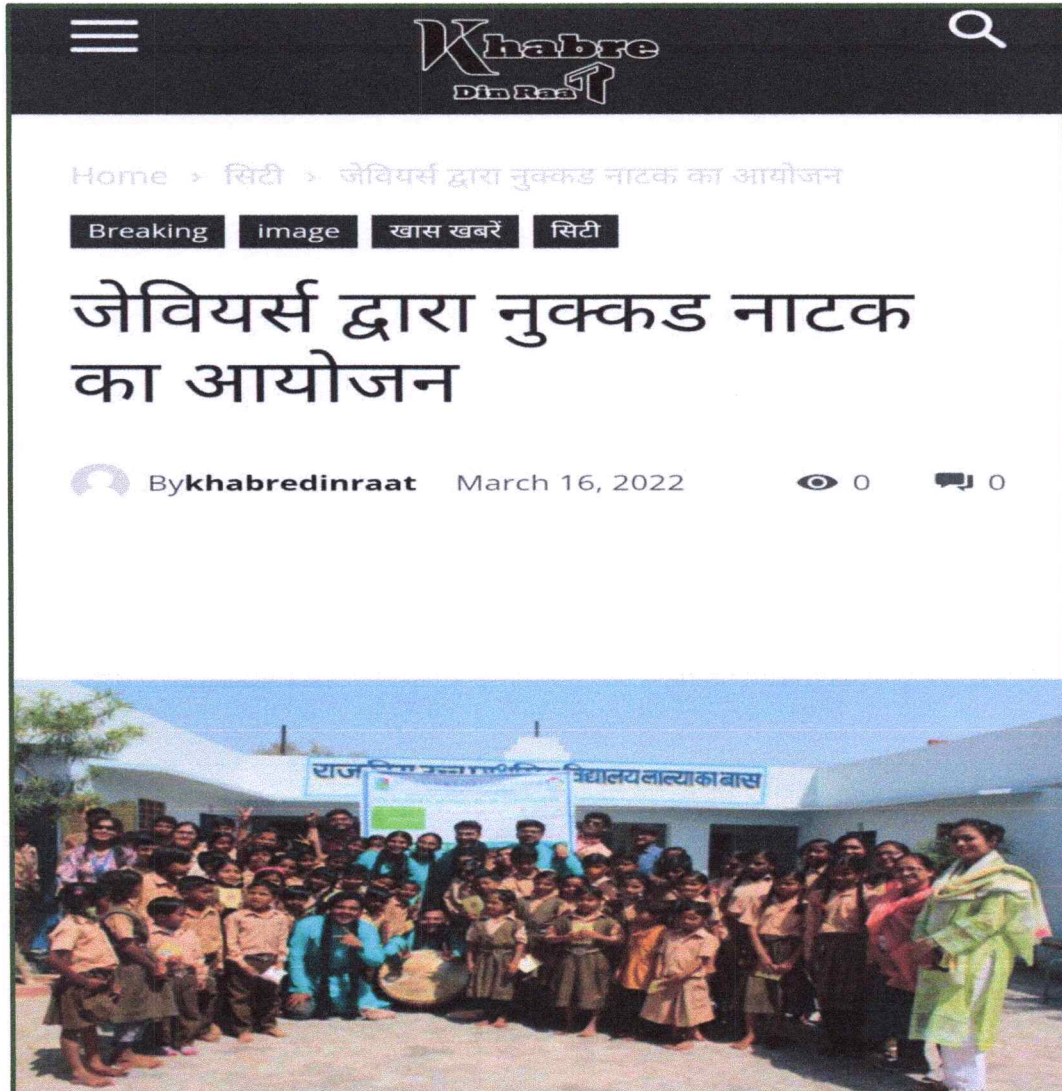 Khabre
Din Raat
Home > सिटी > जेवियर्स द्वारा नुक्कड नाटक का आयोजन
Breaking image खास खबरें सिटी
जेवियर्स द्वारा नुक्कड नाटक
का आयोजन
Bykhabredinraat March 16, 2022 0 0
विद्यालय लाल्या का बास